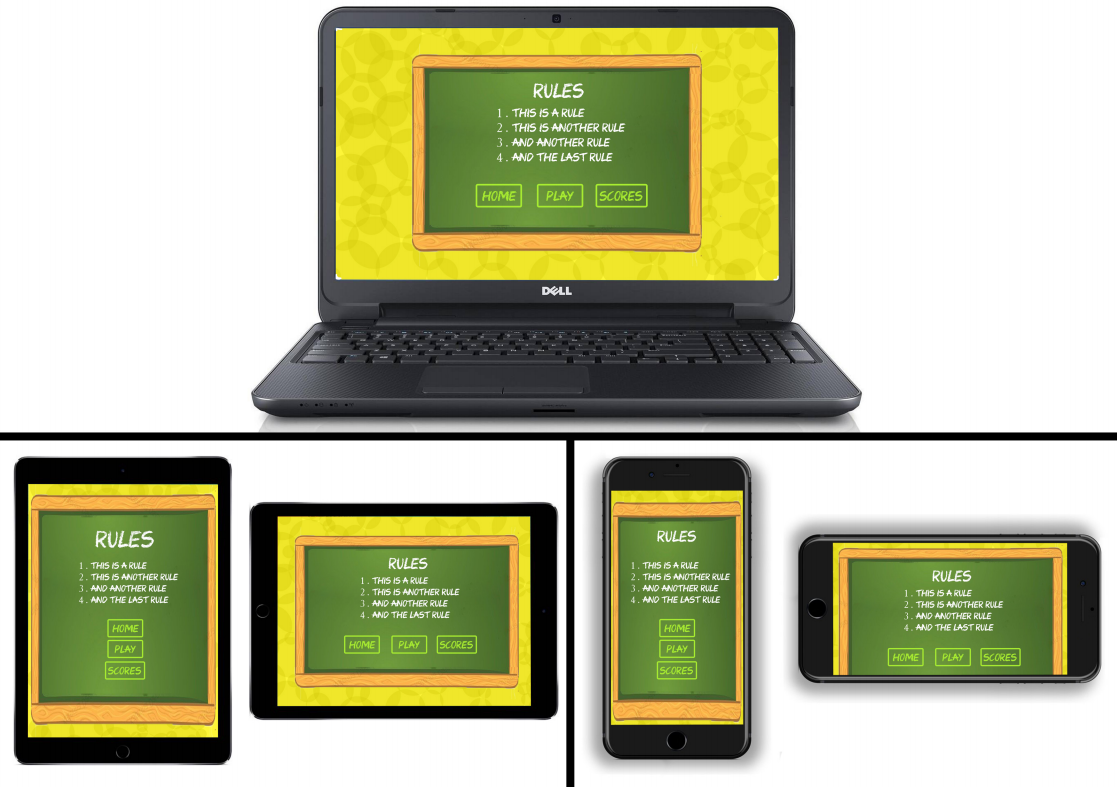 RULES
1. THIS IS A RULE
2. THIS IS ANOTHER RULE
3. AND ANOTHER RULE
4. AND THE LAST RULE
HOME PLAY SCORES
DELL
RULES
1. THIS IS A RULE
2. THIS IS ANOTHER RULE
3. AND ANOTHER RULE
4. AND THE LAST RULE
HOME
PLAY
SCORES
RULES
1. THIS IS A RULE
2. THIS IS ANOTHER RULE
3. AND ANOTHER RULE
4. AND THE LAST RULE
HOME PLAY SCORES
RULES
1. THIS IS A RULE
2. THIS IS ANOTHER RULE
3. AND ANOTHER RULE
4. AND THE LAST RULE
HOME
PLAY
SCORES
RULES
1. THIS IS A RULE
2. THIS IS ANOTHER RULE
3. AND ANOTHER RULE
4. AND THE LAST RULE
HOME PLAY SCORES